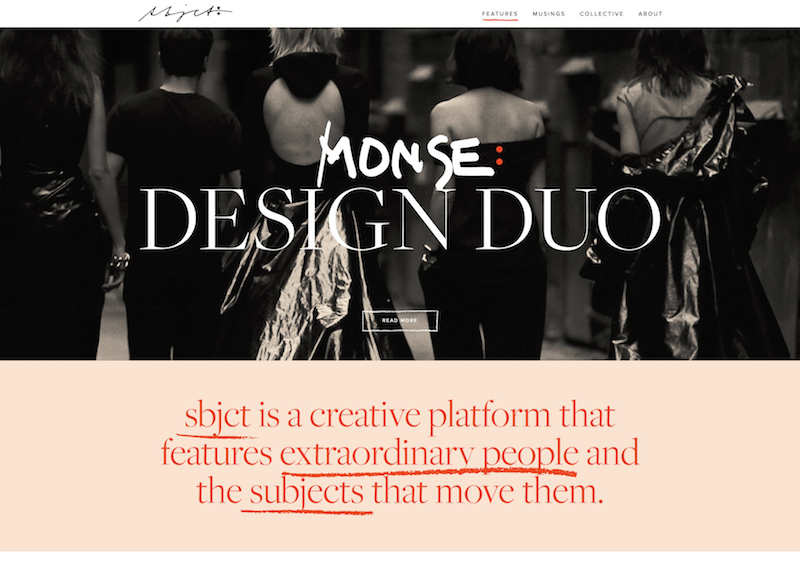 sbjct:
FEATURES MUSINGS COLLECTIVE ABOUT
MONSE:
DESIGN DUO
READ MORE
sbjct is a creative platform that
features extraordinary people and
the subjects that move them.